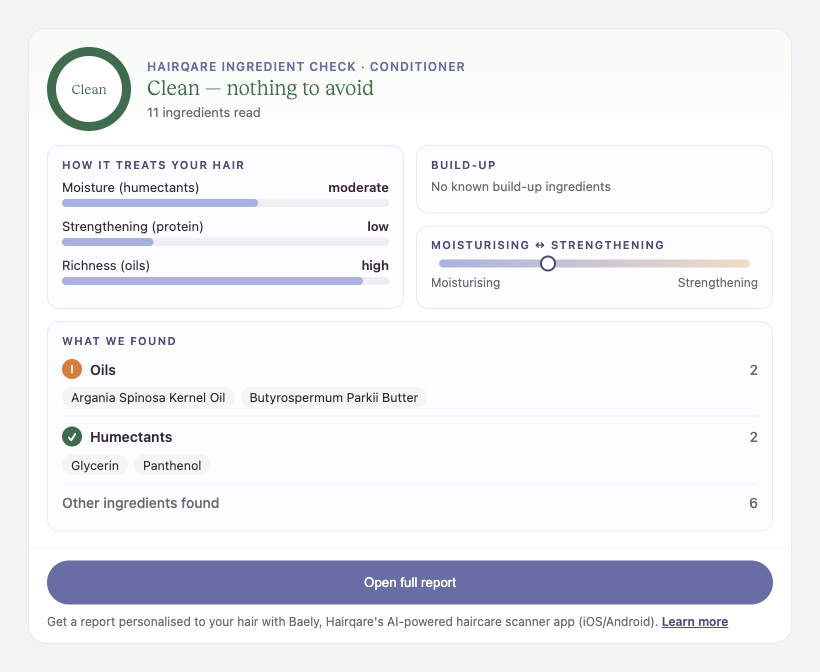 Clean
HAIRQARE INGREDIENT CHECK · CONDITIONER
Clean — nothing to avoid
11 ingredients read
HOW IT TREATS YOUR HAIR
Moisture (humectants) moderate
Strengthening (protein) low
Richness (oils) high
BUILD-UP
No known build-up ingredients
MOISTURISING ↔ STRENGTHENING
Moisturising Strengthening
WHAT WE FOUND
! Oils 2
Argania Spinosa Kernel Oil Butyrospermum Parkii Butter
Humectants 2
Glycerin Panthenol
Other ingredients found 6
Open full report
Get a report personalised to your hair with Baely, Hairqare's AI-powered haircare scanner app (iOS/Android). Learn more